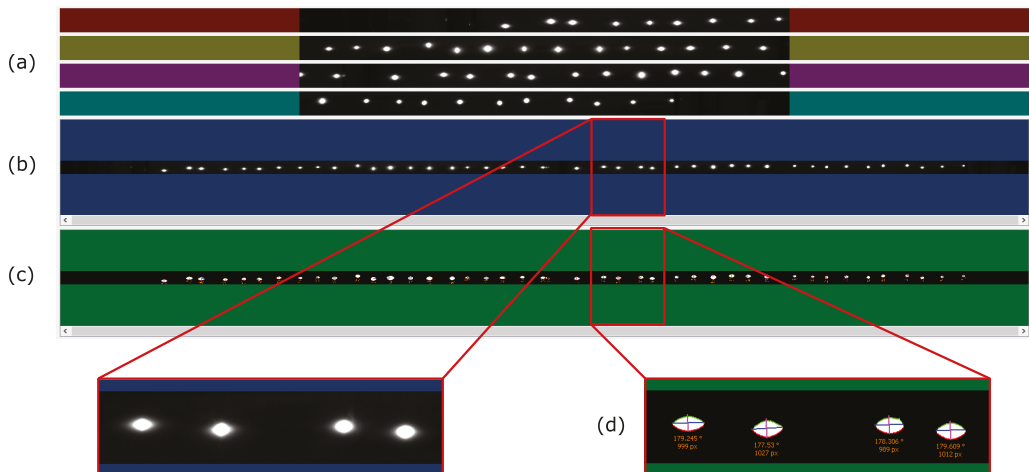 (a)
(b)
(c)
(d)
179.245 °
999 px
177.53 °
1027 px
178.306 °
989 px
179.609 °
1012 px